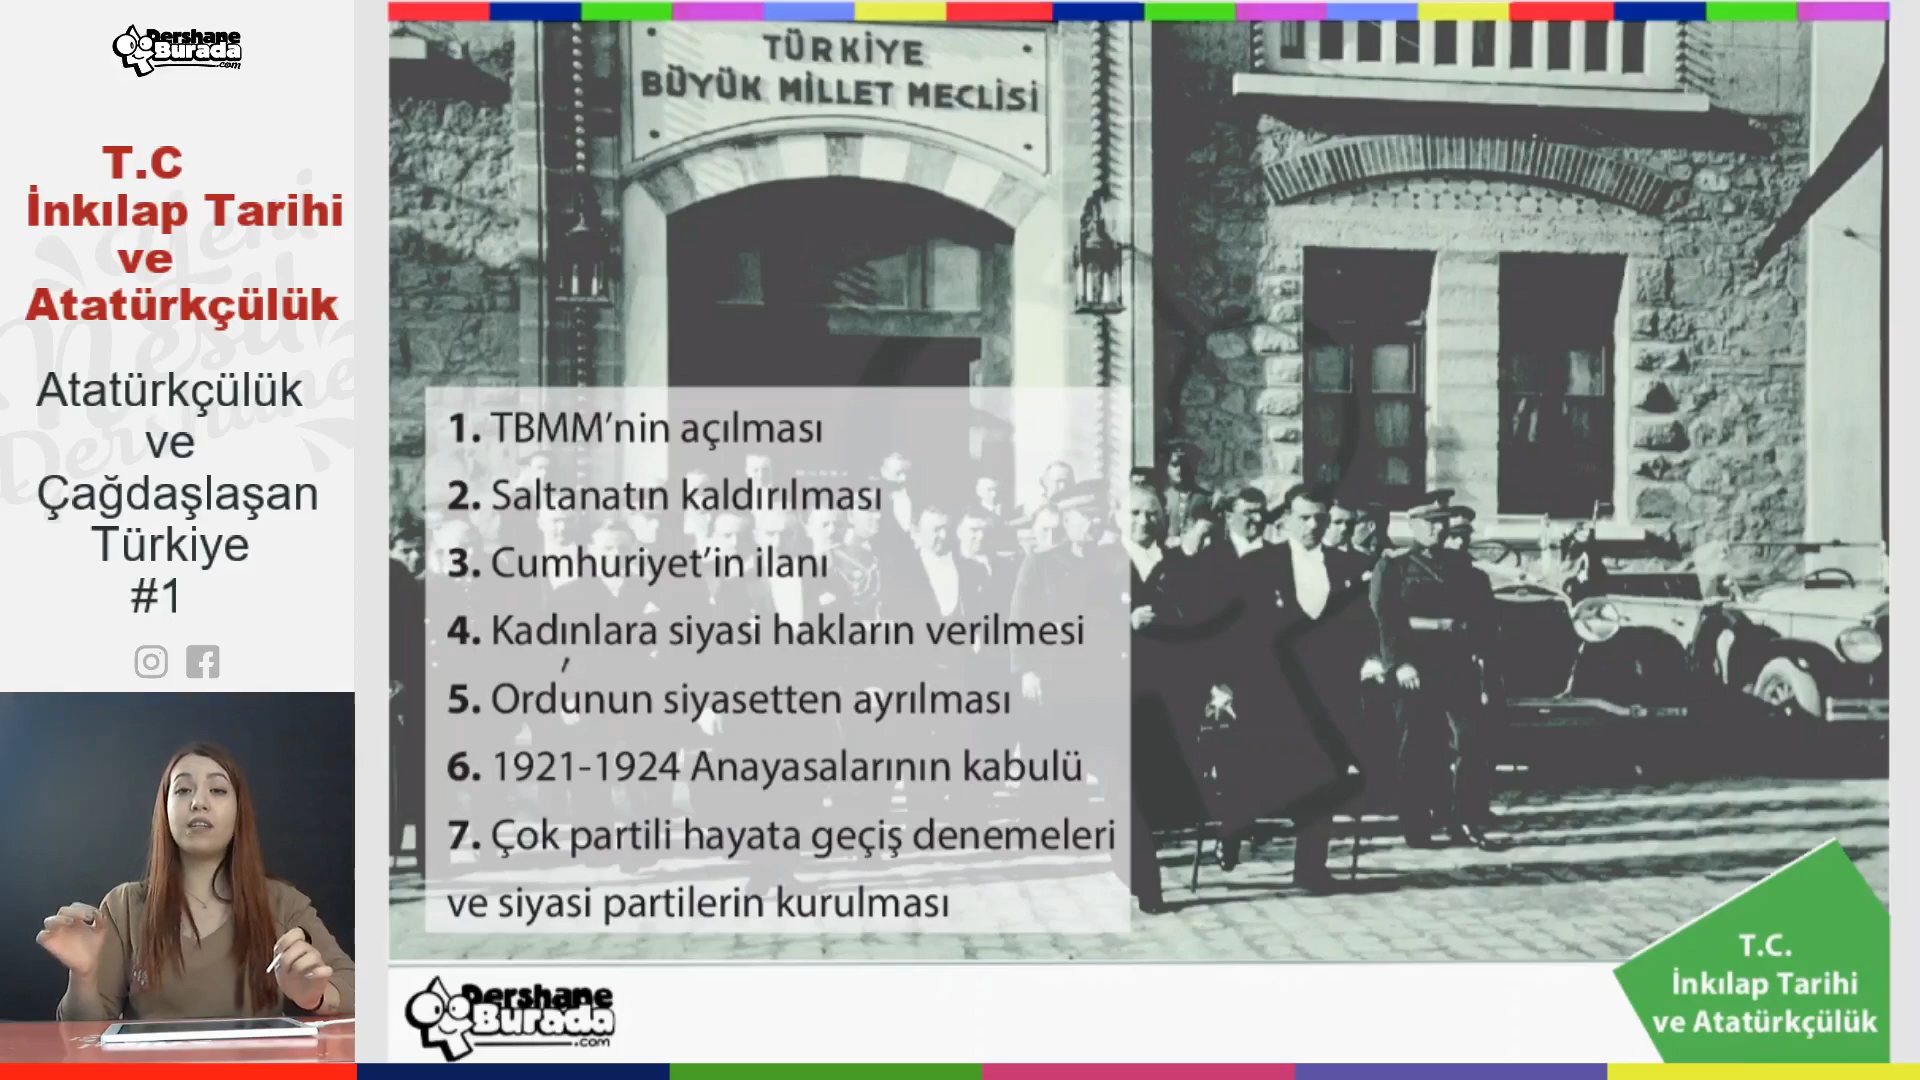 Dershane
Burada
.com
T.C
İnkılap Tarihi
ve
Atatürkçülük
Atatürkçülük
ve
Çağdaşlaşan
Türkiye
#1
Yeni
Nesil
Dershane
TÜRKİYE
BÜYÜK MİLLET MECLİSİ
1. TBMM’nin açılması
2. Saltanatın kaldırılması
3. Cumhuriyet’in ilanı
4. Kadınlara siyasi hakların verilmesi
5. Ordunun siyasetten ayrılması
6. 1921-1924 Anayasalarının kabulü
7. Çok partili hayata geçiş denemeleri
ve siyasi partilerin kurulması
Dershane
Burada
.com
T.C.
İnkılap Tarihi
ve Atatürkçülük